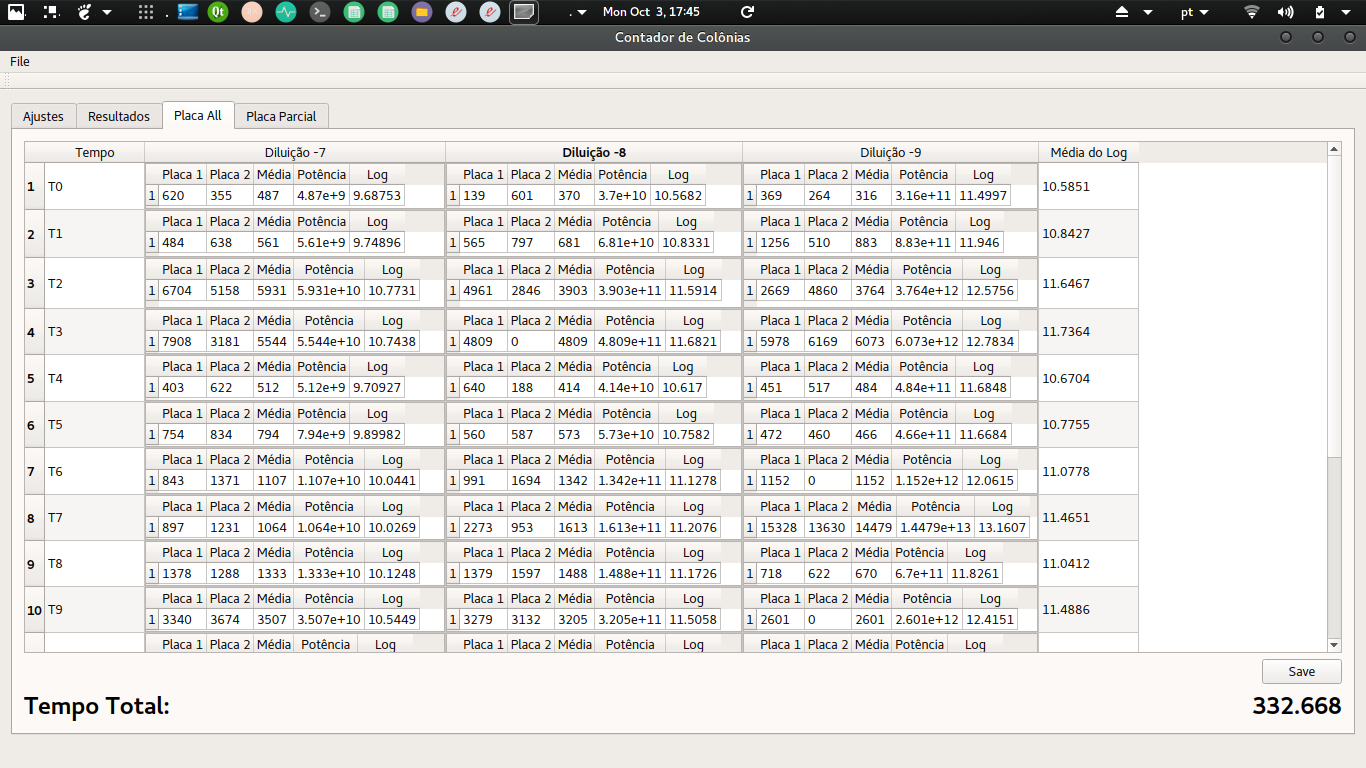 Mon Oct 3, 17:45 pt
Contador de Colônias
File
Ajustes Resultados Placa All Placa Parcial
Tempo Diluição -7 Diluição -8 Diluição -9 Média do Log
Placa 1 Placa 2 Média Potência Log Placa 1 Placa 2 Média Potência Log Placa 1 Placa 2 Média Potência Log
1 T0 1 620 355 487 4.87e+9 9.68753 1 139 601 370 3.7e+10 10.5682 1 369 264 316 3.16e+11 11.4997 10.5851
Placa 1 Placa 2 Média Potência Log Placa 1 Placa 2 Média Potência Log Placa 1 Placa 2 Média Potência Log
2 T1 1 484 638 561 5.61e+9 9.74896 1 565 797 681 6.81e+10 10.8331 1 1256 510 883 8.83e+11 11.946 10.8427
Placa 1 Placa 2 Média Potência Log Placa 1 Placa 2 Média Potência Log Placa 1 Placa 2 Média Potência Log
3 T2 1 6704 5158 5931 5.931e+10 10.7731 1 4961 2846 3903 3.903e+11 11.5914 1 2669 4860 3764 3.764e+12 12.5756 11.6467
Placa 1 Placa 2 Média Potência Log Placa 1 Placa 2 Média Potência Log Placa 1 Placa 2 Média Potência Log
4 T3 1 7908 3181 5544 5.544e+10 10.7438 1 4809 0 4809 4.809e+11 11.6821 1 5978 6169 6073 6.073e+12 12.7834 11.7364
Placa 1 Placa 2 Média Potência Log Placa 1 Placa 2 Média Potência Log Placa 1 Placa 2 Média Potência Log
5 T4 1 403 622 512 5.12e+9 9.70927 1 640 188 414 4.14e+10 10.617 1 451 517 484 4.84e+11 11.6848 10.6704
Placa 1 Placa 2 Média Potência Log Placa 1 Placa 2 Média Potência Log Placa 1 Placa 2 Média Potência Log
6 T5 1 754 834 794 7.94e+9 9.89982 1 560 587 573 5.73e+10 10.7582 1 472 460 466 4.66e+11 11.6684 10.7755
Placa 1 Placa 2 Média Potência Log Placa 1 Placa 2 Média Potência Log Placa 1 Placa 2 Média Potência Log
7 T6 1 843 1371 1107 1.107e+10 10.0441 1 991 1694 1342 1.342e+11 11.1278 1 1152 0 1152 1.152e+12 12.0615 11.0778
Placa 1 Placa 2 Média Potência Log Placa 1 Placa 2 Média Potência Log Placa 1 Placa 2 Média Potência Log
8 T7 1 897 1231 1064 1.064e+10 10.0269 1 2273 953 1613 1.613e+11 11.2076 1 15328 13630 14479 1.4479e+13 13.1607 11.4651
Placa 1 Placa 2 Média Potência Log Placa 1 Placa 2 Média Potência Log Placa 1 Placa 2 Média Potência Log
9 T8 1 1378 1288 1333 1.333e+10 10.1248 1 1379 1597 1488 1.488e+11 11.1726 1 718 622 670 6.7e+11 11.8261 11.0412
Placa 1 Placa 2 Média Potência Log Placa 1 Placa 2 Média Potência Log Placa 1 Placa 2 Média Potência Log
10 T9 1 3340 3674 3507 3.507e+10 10.5449 1 3279 3132 3205 3.205e+11 11.5058 1 2601 0 2601 2.601e+12 12.4151 11.4886
Placa 1 Placa 2 Média Potência Log Placa 1 Placa 2 Média Potência Log Placa 1 Placa 2 Média Potência Log
Save
Tempo Total: 332.668